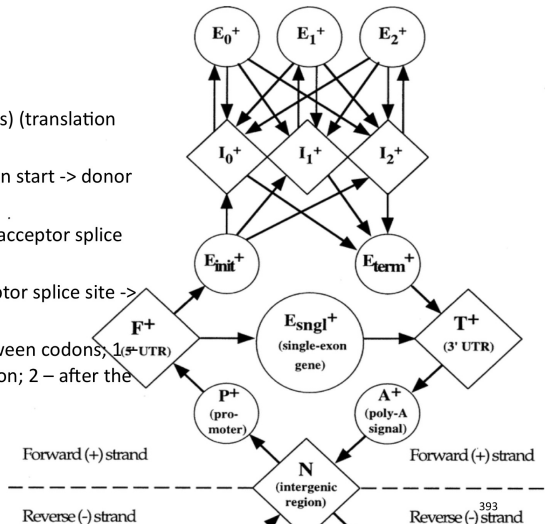 E0+ E1+ E2+
s) (translation
I0+ I1+ I2+
n start -> donor
.
acceptor splice
Einit+ Eterm+
ptor splice site ->
F+ Esngl+ T+
(5' UTR) (single-exon (3' UTR)
gene)
ween codons; 1 –
on; 2 – after the
P+ A+
(pro- (poly-A
moter) signal)
Forward (+) strand Forward (+) strand
N
(intergenic
region)
393
Reverse (-) strand Reverse (-) strand